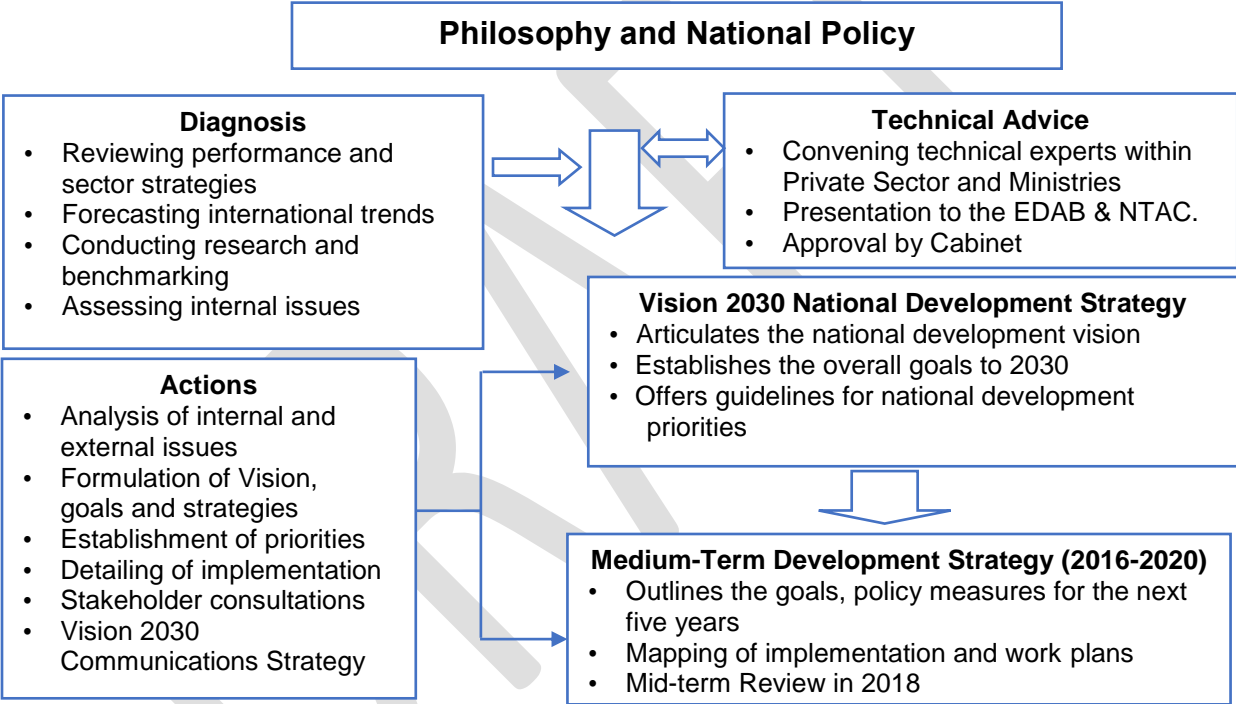 Philosophy and National Policy
Diagnosis
• Reviewing performance and
sector strategies
• Forecasting international trends
• Conducting research and
benchmarking
• Assessing internal issues
Technical Advice
• Convening technical experts within
Private Sector and Ministries
• Presentation to the EDAB & NTAC.
• Approval by Cabinet
Vision 2030 National Development Strategy
• Articulates the national development vision
• Establishes the overall goals to 2030
• Offers guidelines for national development
priorities
Actions
• Analysis of internal and
external issues
• Formulation of Vision,
goals and strategies
• Establishment of priorities
• Detailing of implementation
• Stakeholder consultations
• Vision 2030
Communications Strategy
Medium-Term Development Strategy (2016-2020)
• Outlines the goals, policy measures for the next
five years
• Mapping of implementation and work plans
• Mid-term Review in 2018